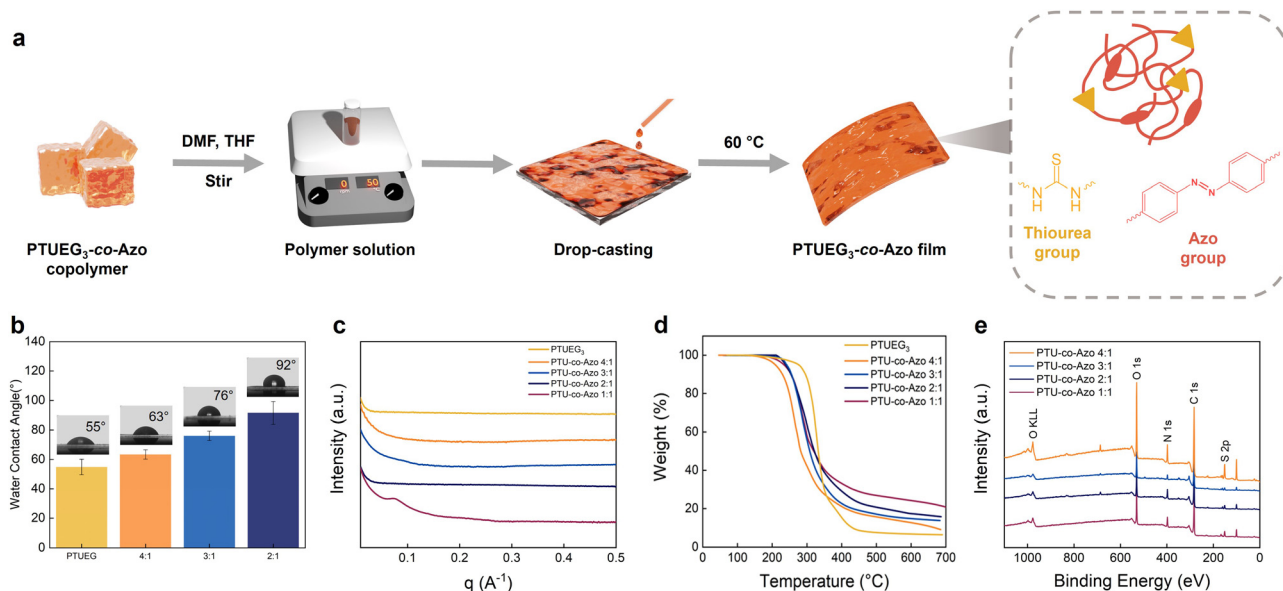 a
DMF, THF
Stir
60 °C
0
50
PTUEG₃-co-Azo
copolymer
Polymer solution
Drop-casting
PTUEG₃-co-Azo film
S
N
H
N
H
Thiourea
group
N
N
Azo
group
b
Water Contact Angle(°)
140
120
100
80
60
40
20
0
55°
63°
76°
92°
PTUEG
4:1
3:1
2:1
c
Intensity (a.u.)
PTUEG₃
PTU-co-Azo 4:1
PTU-co-Azo 3:1
PTU-co-Azo 2:1
PTU-co-Azo 1:1
0.1
0.2
0.3
0.4
0.5
q (A⁻¹)
d
Weight (%)
100
80
60
40
20
0
PTUEG₃
PTU-co-Azo 4:1
PTU-co-Azo 3:1
PTU-co-Azo 2:1
PTU-co-Azo 1:1
0
100
200
300
400
500
600
700
Temperature (°C)
e
Intensity (a.u.)
PTU-co-Azo 4:1
PTU-co-Azo 3:1
PTU-co-Azo 2:1
PTU-co-Azo 1:1
O KLL
O 1s
N 1s
C 1s
S 2p
1000
800
600
400
200
0
Binding Energy (eV)